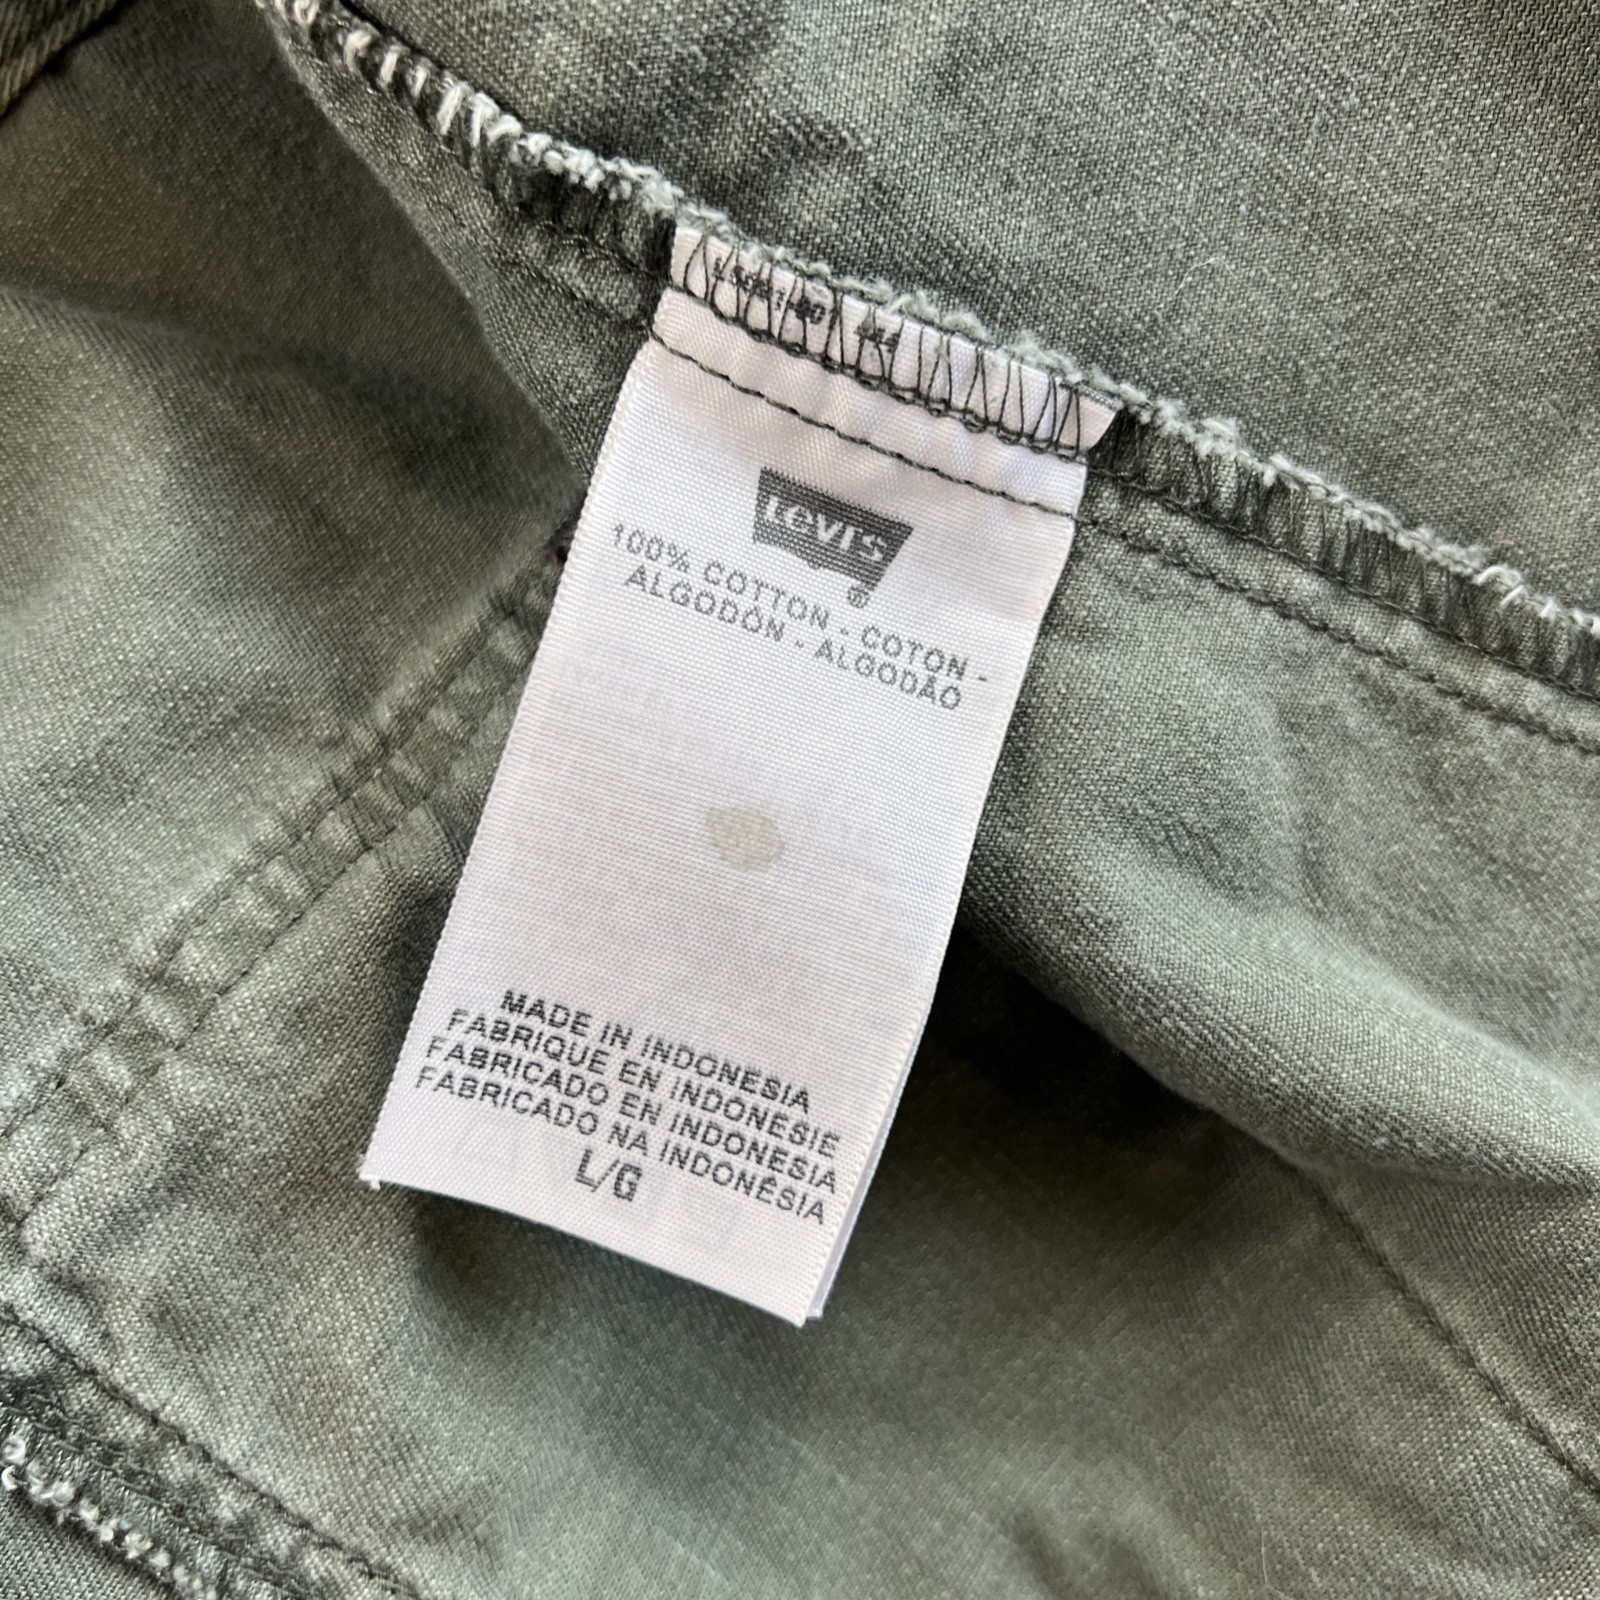 Levi's
®
100% COTTON - COTON -
ALGODÓN - ALGODÃO
MADE IN INDONESIA
FABRIQUE EN INDONESIE
FABRICADO EN INDONESIA
FABRICADO NA INDONÉSIA
L/G